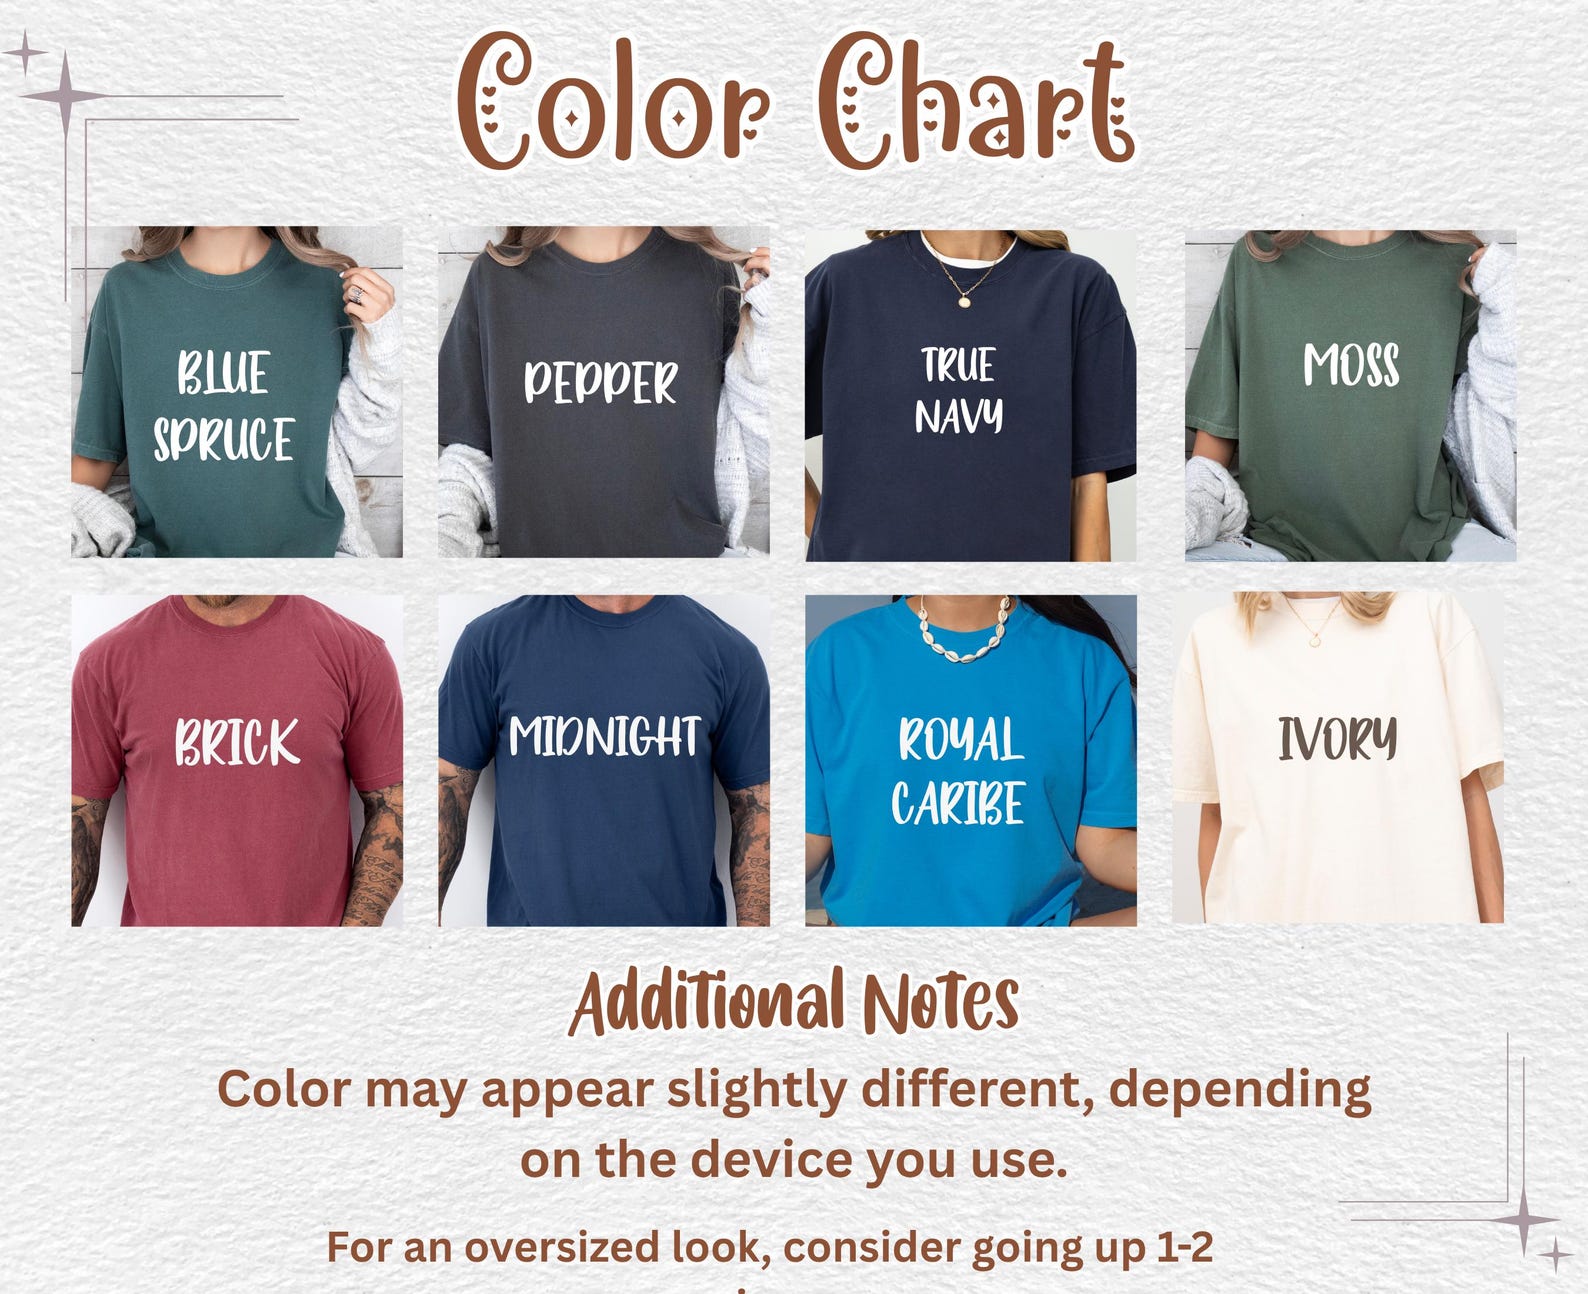 Color Chart
BLUE
SPRUCE
PEPPER
TRUE
NAVY
MOSS
BRICK
MIDNIGHT
ROYAL
CARIBE
IVORY
Additional Notes
Color may appear slightly different, depending
on the device you use.
For an oversized look, consider going up 1-2